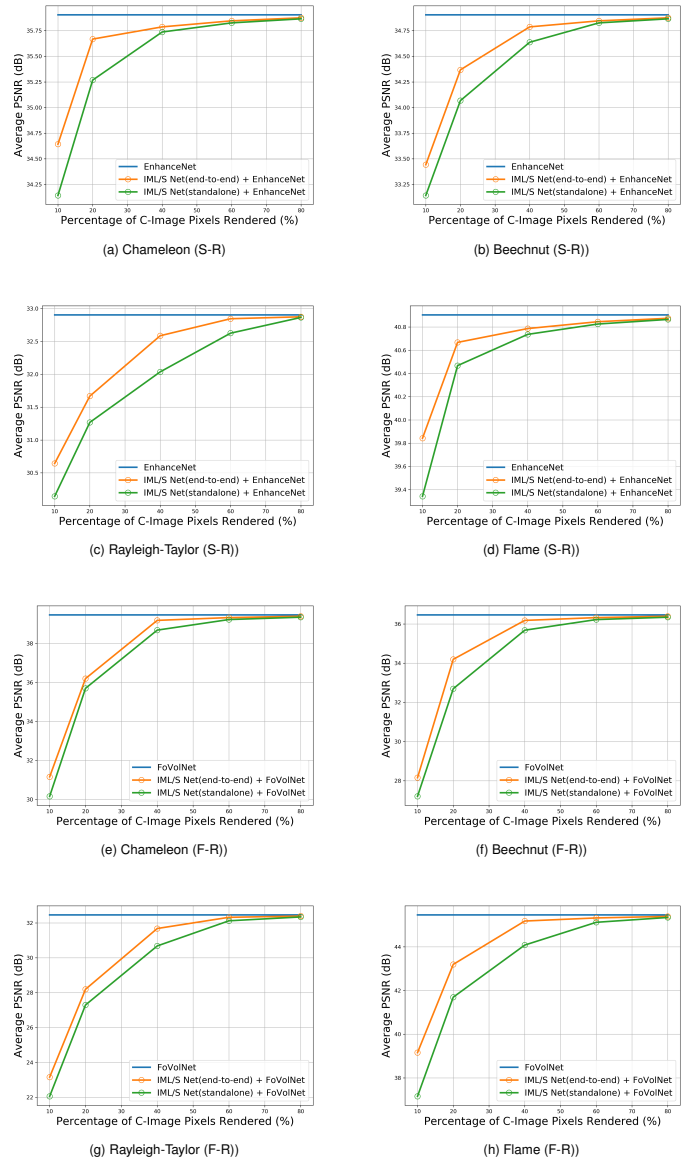 35.75
35.50
35.25
35.00
34.75
34.50
34.25
Average PSNR (dB)
EnhanceNet
IML/S Net(end-to-end) + EnhanceNet
IML/S Net(standalone) + EnhanceNet
10 20 30 40 50 60 70 80
Percentage of C-Image Pixels Rendered (%)
(a) Chameleon (S-R)
34.75
34.50
34.25
34.00
33.75
33.50
33.25
Average PSNR (dB)
EnhanceNet
IML/S Net(end-to-end) + EnhanceNet
IML/S Net(standalone) + EnhanceNet
10 20 30 40 50 60 70 80
Percentage of C-Image Pixels Rendered (%)
(b) Beechnut (S-R))
33.0
32.5
32.0
31.5
31.0
30.5
Average PSNR (dB)
EnhanceNet
IML/S Net(end-to-end) + EnhanceNet
IML/S Net(standalone) + EnhanceNet
10 20 30 40 50 60 70 80
Percentage of C-Image Pixels Rendered (%)
(c) Rayleigh-Taylor (S-R))
40.8
40.6
40.4
40.2
40.0
39.8
39.6
39.4
Average PSNR (dB)
EnhanceNet
IML/S Net(end-to-end) + EnhanceNet
IML/S Net(standalone) + EnhanceNet
10 20 30 40 50 60 70 80
Percentage of C-Image Pixels Rendered (%)
(d) Flame (S-R))
38
36
34
32
30
Average PSNR (dB)
FoVolNet
IML/S Net(end-to-end) + FoVolNet
IML/S Net(standalone) + FoVolNet
10 20 30 40 50 60 70 80
Percentage of C-Image Pixels Rendered (%)
(e) Chameleon (F-R))
36
34
32
30
28
Average PSNR (dB)
FoVolNet
IML/S Net(end-to-end) + FoVolNet
IML/S Net(standalone) + FoVolNet
10 20 30 40 50 60 70 80
Percentage of C-Image Pixels Rendered (%)
(f) Beechnut (F-R))
32
30
28
26
24
22
Average PSNR (dB)
FoVolNet
IML/S Net(end-to-end) + FoVolNet
IML/S Net(standalone) + FoVolNet
10 20 30 40 50 60 70 80
Percentage of C-Image Pixels Rendered (%)
(g) Rayleigh-Taylor (F-R))
44
42
40
38
Average PSNR (dB)
FoVolNet
IML/S Net(end-to-end) + FoVolNet
IML/S Net(standalone) + FoVolNet
10 20 30 40 50 60 70 80
Percentage of C-Image Pixels Rendered (%)
(h) Flame (F-R))